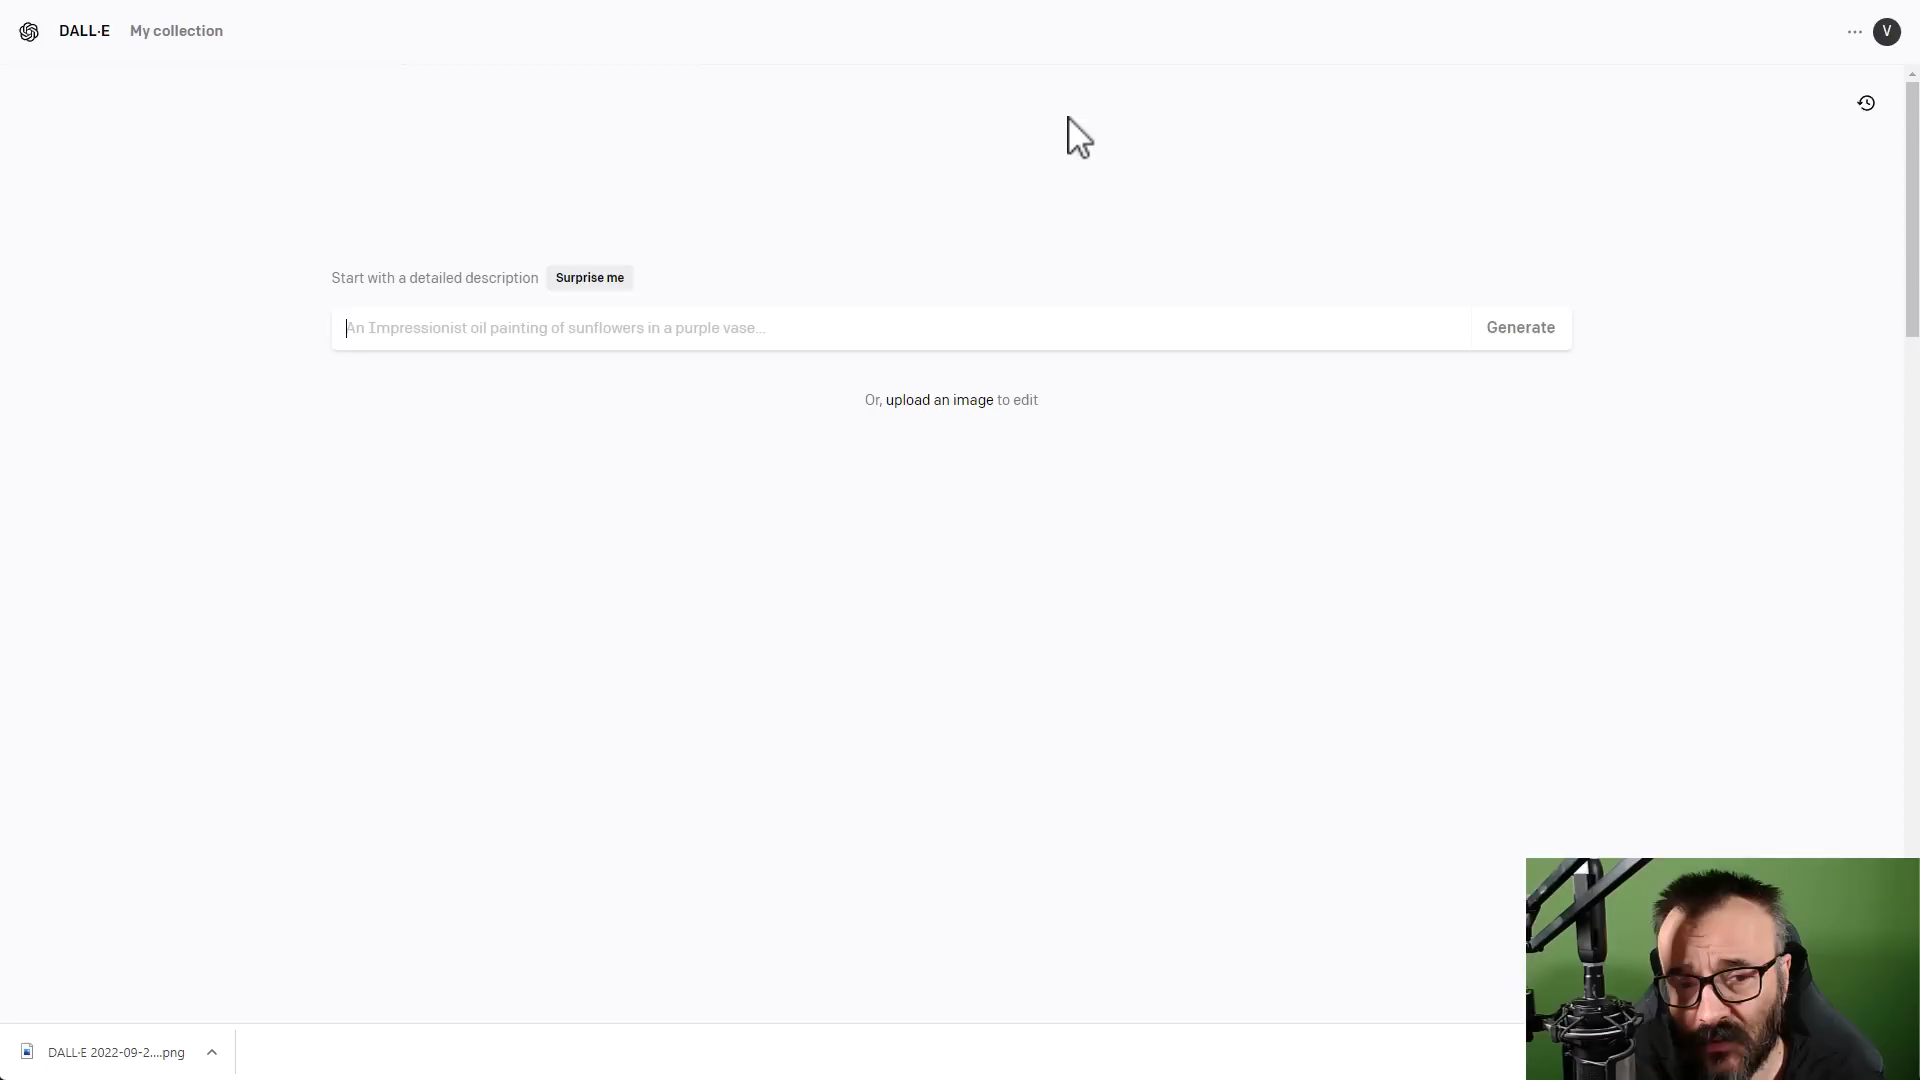 DALL·E My collection
V
Start with a detailed description Surprise me
An Impressionist oil painting of sunflowers in a purple vase...
Generate
Or, upload an image to edit
DALL·E 2022-09-2....png